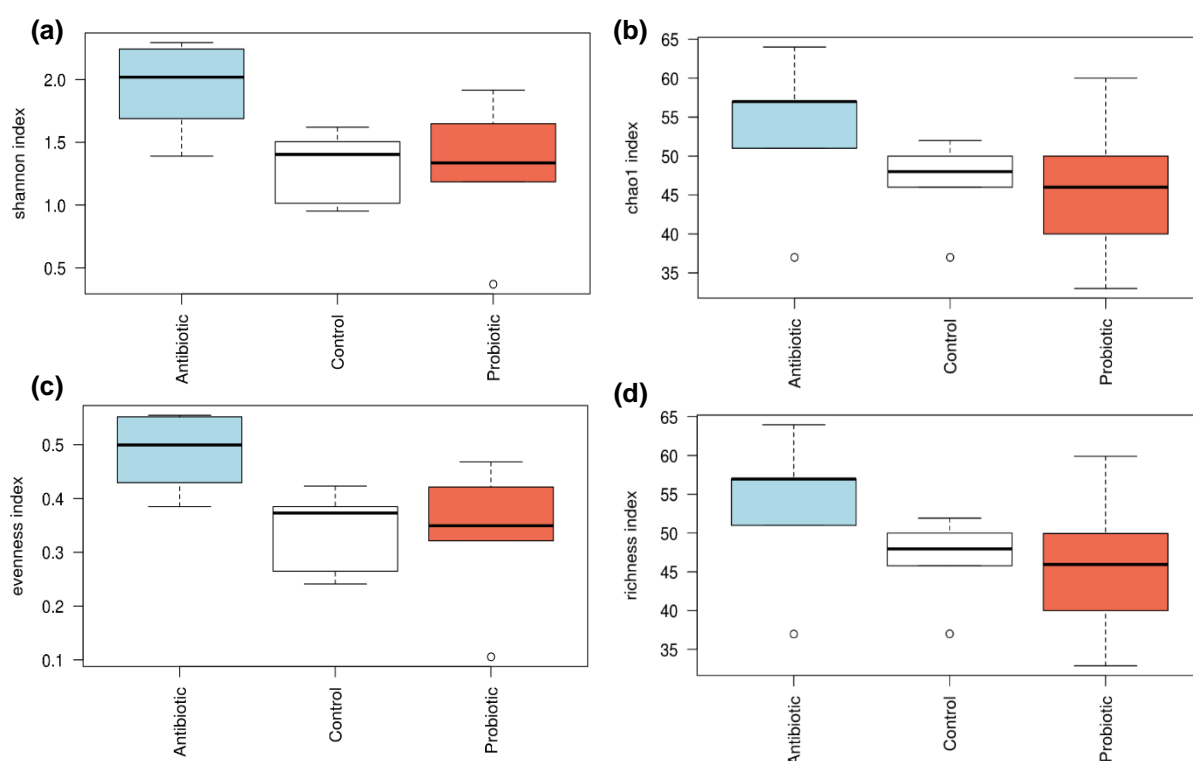 (a)
shannon index
2.0
1.5
1.0
0.5
Antibiotic
Control
Probiotic
(b)
chao1 index
65
60
55
50
45
40
35
Antibiotic
Control
Probiotic
(c)
evenness index
0.5
0.4
0.3
0.2
0.1
Antibiotic
Control
Probiotic
(d)
richness index
65
60
55
50
45
40
35
Antibiotic
Control
Probiotic